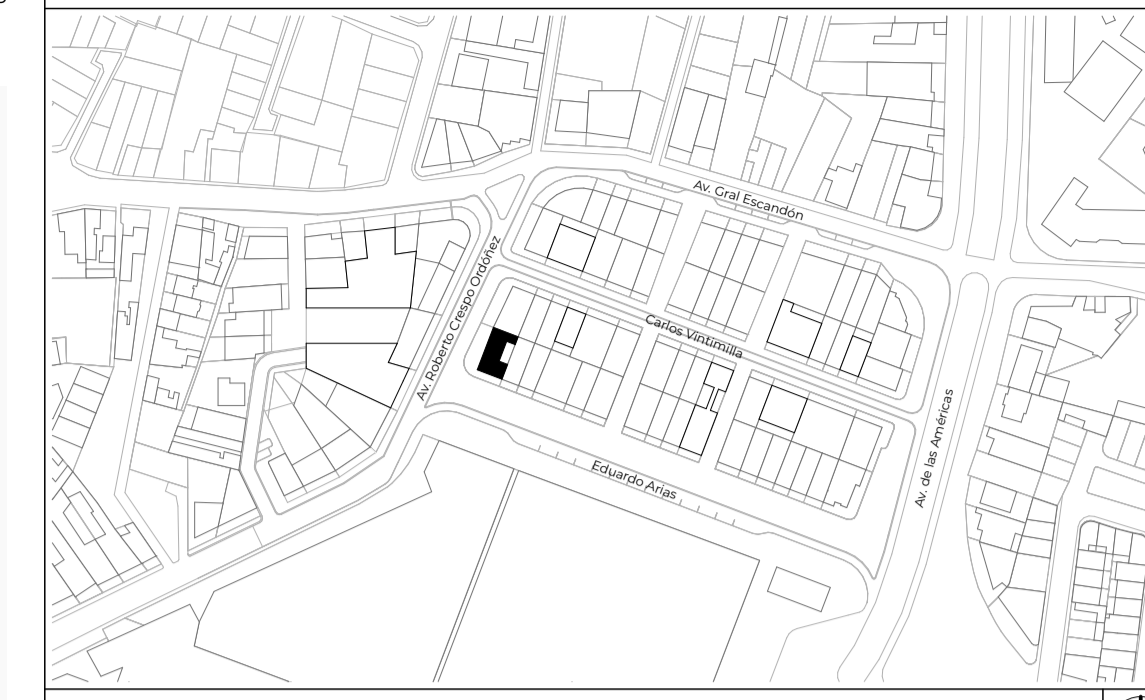 Av. Gral Escandón
Av. Roberto Crespo Ordóñez
Carlos Vintimilla
Av. de las Américas
Eduardo Arias